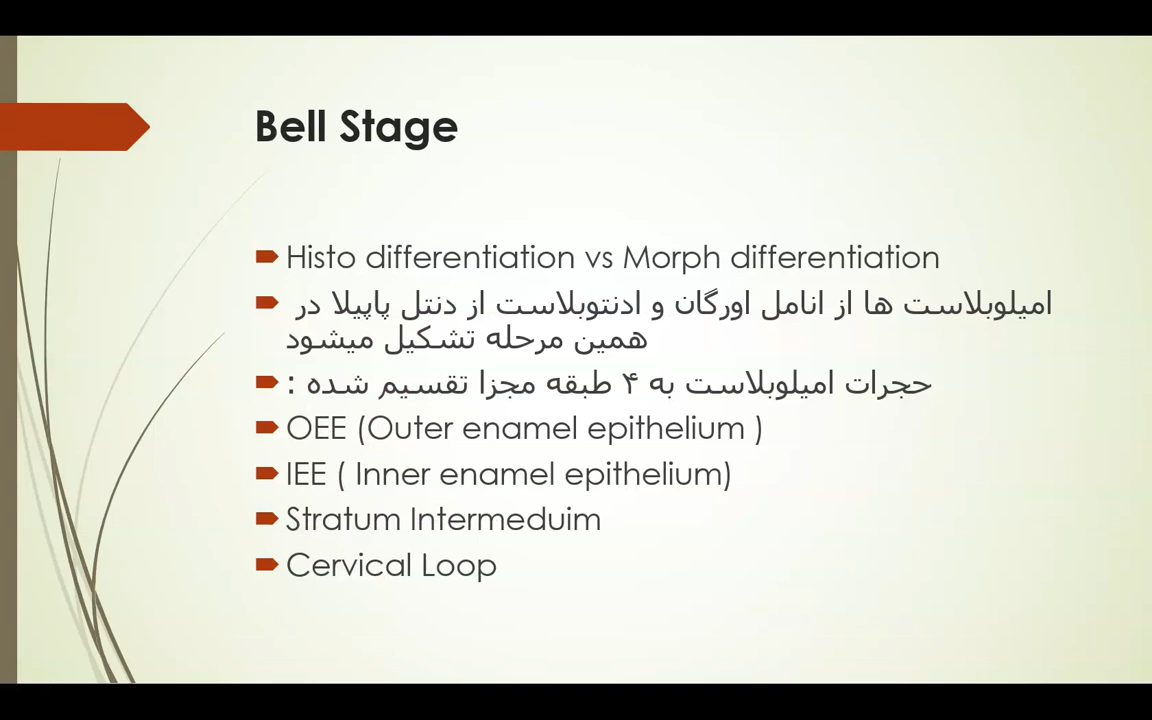 Bell Stage
Histo differentiation vs Morph differentiation
امیلوبلاست ها از انامل اورگان و ادنتوبلاست از دنتل پاپیلا در
همین مرحله تشکیل میشود
حجرات امیلوبلاست به ۴ طبقه مجزا تقسیم شده :
OEE (Outer enamel epithelium )
IEE ( Inner enamel epithelium)
Stratum Intermeduim
Cervical Loop